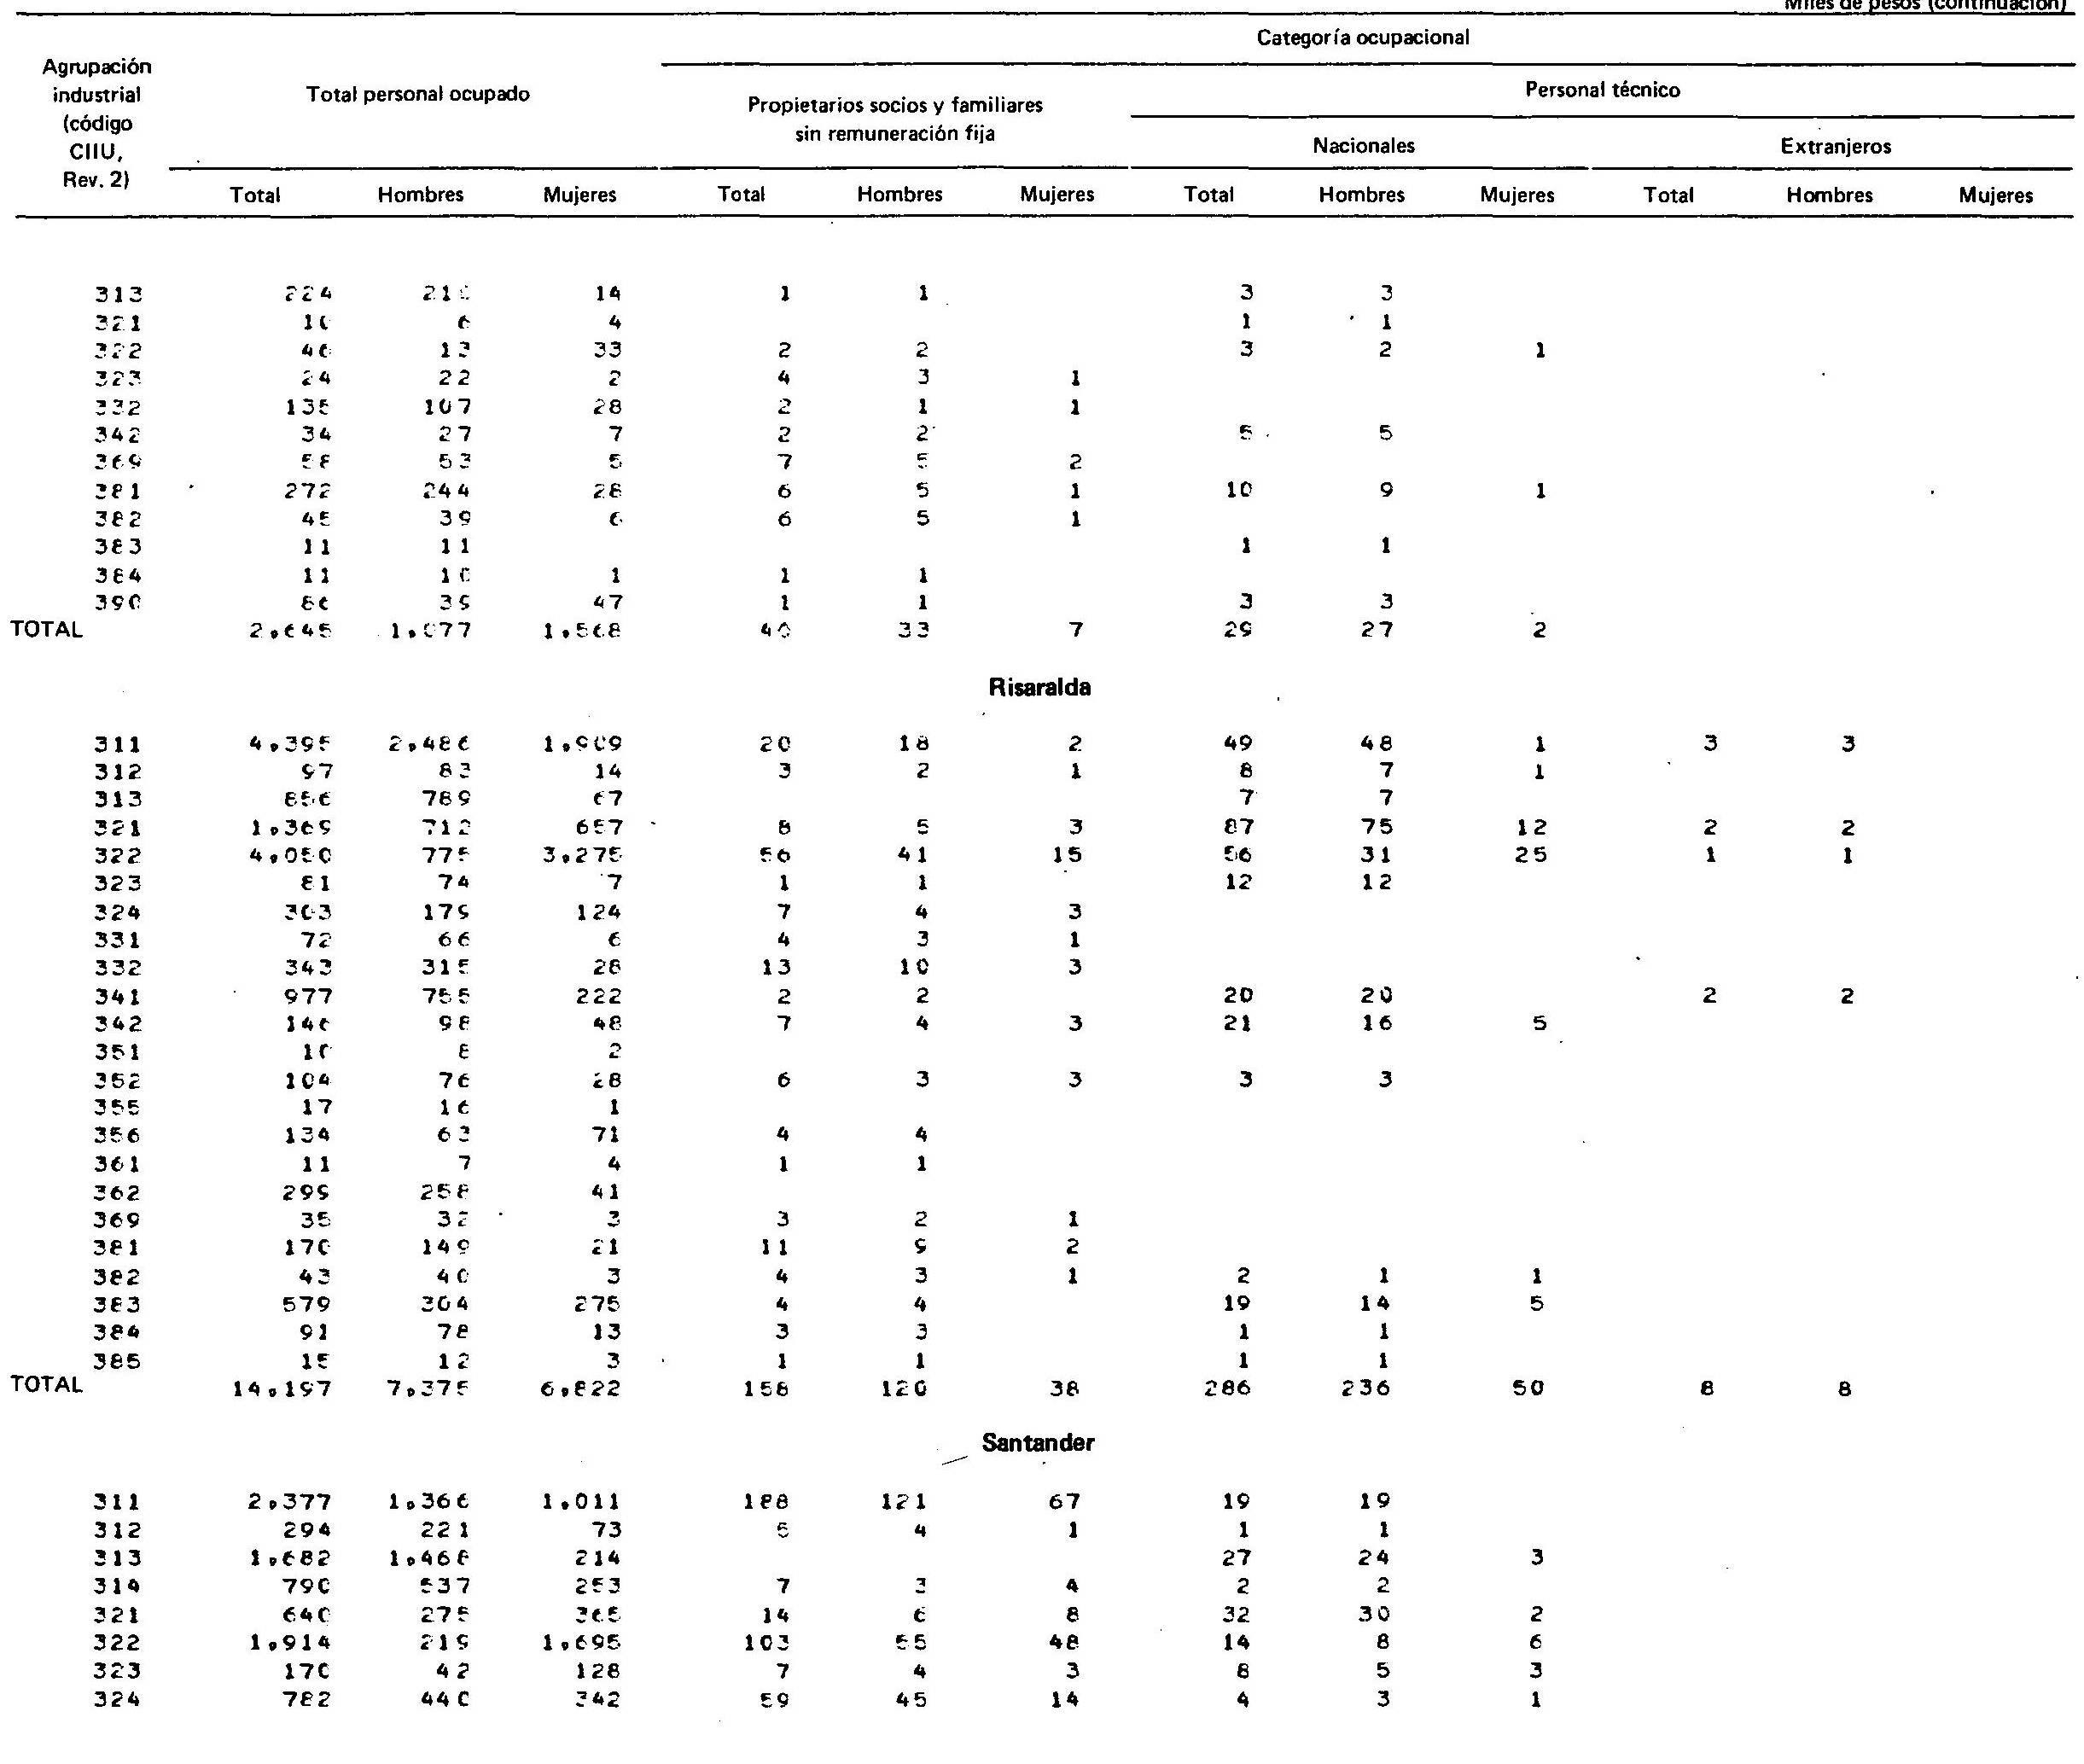 Miles de pesos (continuación)
Categoría ocupacional
Agrupación industrial (código CIIU, Rev. 2) Total personal ocupado Propietarios socios y familiares sin remuneración fija Personal técnico
Nacionales Extranjeros
Total Hombres Mujeres Total Hombres Mujeres Total Hombres Mujeres Total Hombres Mujeres
313 224 210 14 1 1 3 3
321 10 6 4 1 1
322 46 13 33 2 2 3 2 1
323 24 22 2 4 3 1
332 135 107 28 2 1 1
342 34 27 7 2 2 5 5
369 58 53 5 7 5 2
381 272 244 28 6 5 1 10 9 1
382 45 39 6 6 5 1
383 11 11 1 1
384 11 10 1 1 1
390 86 39 47 1 1 3 3
TOTAL 2,645 1,077 1,568 40 33 7 29 27 2
Risaralda
311 4,395 2,486 1,909 20 18 2 49 48 1 3 3
312 97 83 14 3 2 1 8 7 1
313 856 789 67 7 7
321 1,369 712 657 8 5 3 87 75 12 2 2
322 4,050 775 3,275 56 41 15 56 31 25 1 1
323 81 74 7 1 1 12 12
324 303 179 124 7 4 3
331 72 66 6 4 3 1
332 343 315 28 13 10 3
341 977 755 222 2 2 20 20 2 2
342 146 98 48 7 4 3 21 16 5
351 10 8 2
352 104 76 28 6 3 3 3 3
355 17 16 1
356 134 63 71 4 4
361 11 7 4 1 1
362 299 258 41
369 35 32 3 3 2 1
381 170 149 21 11 9 2
382 43 40 3 4 3 1 2 1 1
383 579 304 275 4 4 19 14 5
384 91 78 13 3 3 1 1
385 15 12 3 1 1 1 1
TOTAL 14,197 7,375 6,822 158 120 38 286 236 50 8 8
Santander
311 2,377 1,366 1,011 188 121 67 19 19
312 294 221 73 5 4 1 1 1
313 1,682 1,468 214 27 24 3
314 790 537 253 7 3 4 2 2
321 640 275 365 14 6 8 32 30 2
322 1,914 219 1,695 103 55 48 14 8 6
323 170 42 128 7 4 3 8 5 3
324 782 440 342 59 45 14 4 3 1